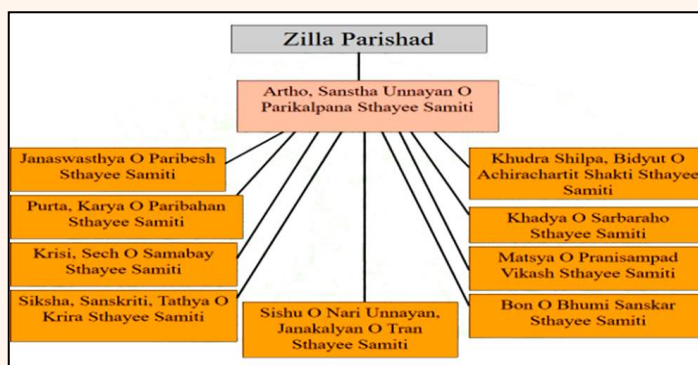 Zilla Parishad
Artho, Sanstha Unnayan O
Parikalpana Sthayee Samiti
Janaswasthya O Paribesh
Sthayee Samiti
Purta, Karya O Paribahan
Sthayee Samiti
Krisi, Sech O Samabay
Sthayee Samiti
Siksha, Sanskriti, Tathya O
Krira Sthayee Samiti
Sishu O Nari Unnayan,
Janakalyan O Tran
Sthayee Samiti
Khudra Shilpa, Bidyut O
Achirachartit Shakti Sthayee
Samiti
Khadya O Sarbaraho
Sthayee Samiti
Matsya O Pranisampad
Vikash Sthayee Samiti
Bon O Bhumi Sanskar
Sthayee Samiti